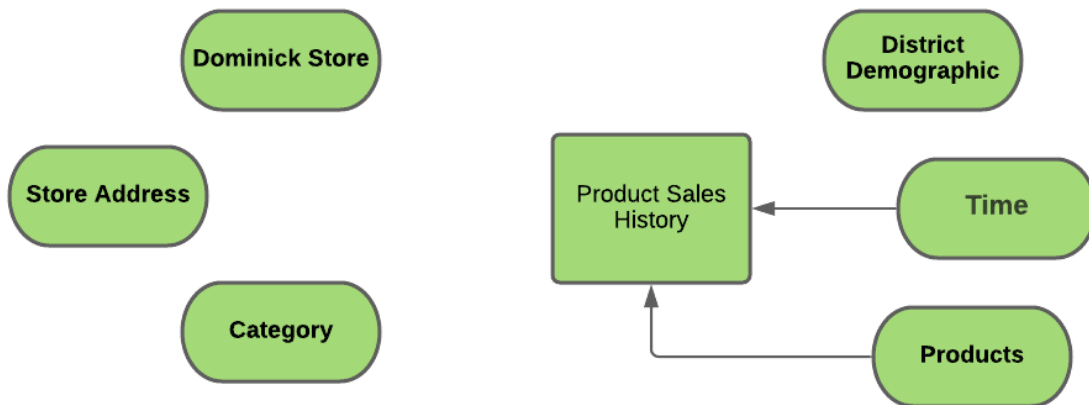 Dominick Store
District
Demographic
Store Address
Product Sales
History
Time
Category
Products